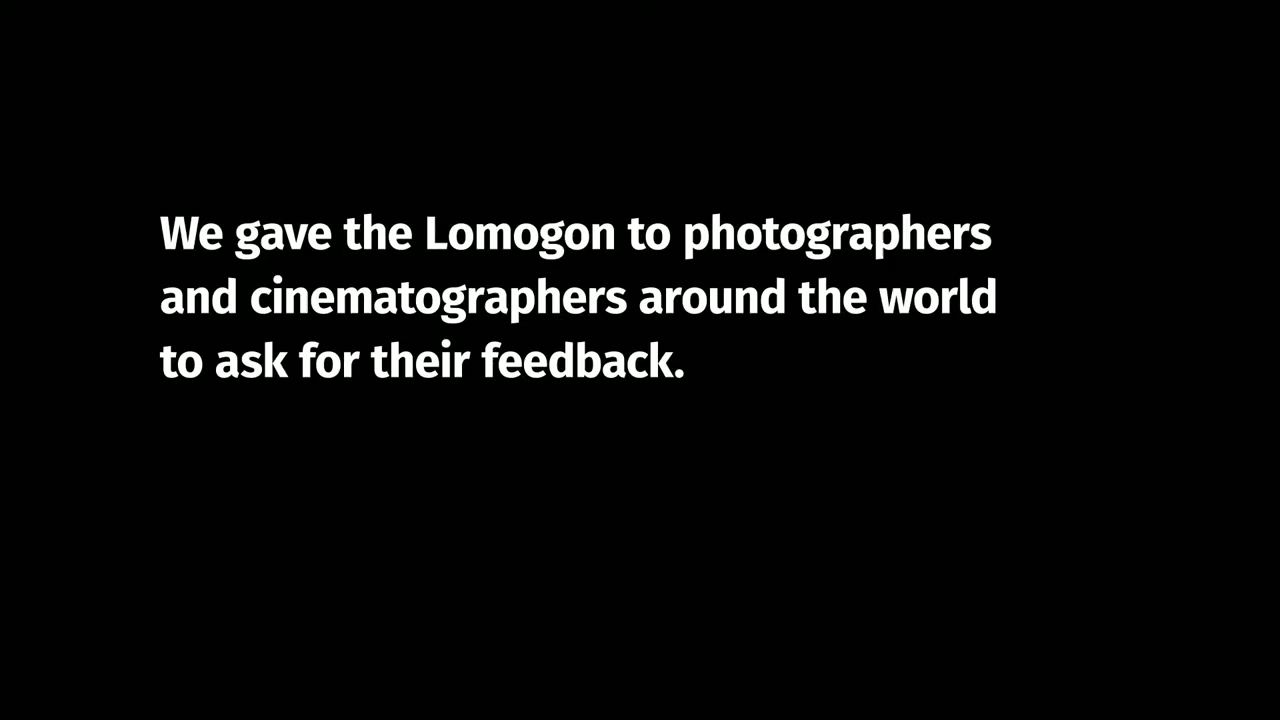 We gave the Lomogon to photographers
and cinematographers around the world
to ask for their feedback.